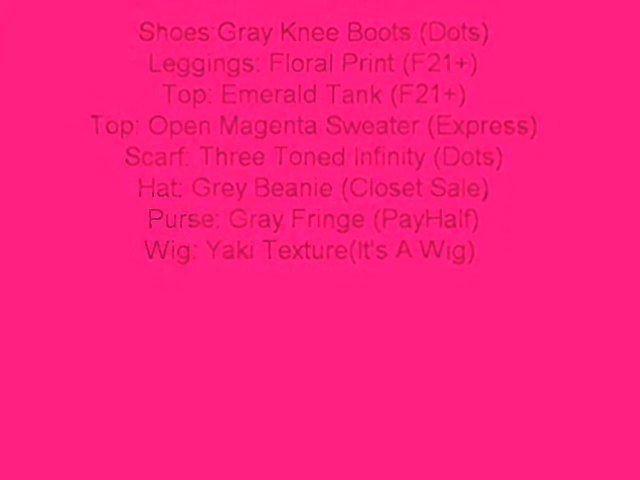 Shoes:Gray Knee Boots (Dots)
Leggings: Floral Print (F21+)
Top: Emerald Tank (F21+)
Top: Open Magenta Sweater (Express)
Scarf: Three Toned Infinity (Dots)
Hat: Grey Beanie (Closet Sale)
Purse: Gray Fringe (PayHalf)
Wig: Yaki Texture(It's A Wig)